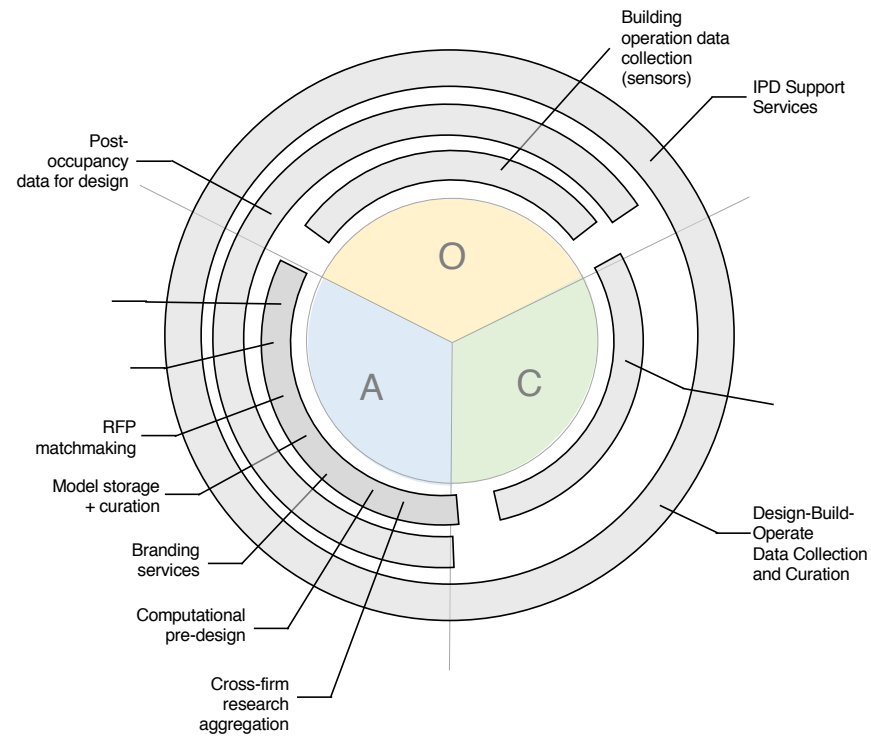 Building
operation data
collection
(sensors)
IPD Support
Services
Post-
occupancy
data for design
O
A
C
RFP
matchmaking
Model storage
+ curation
Branding
services
Computational
pre-design
Cross-firm
research
aggregation
Design-Build-
Operate
Data Collection
and Curation